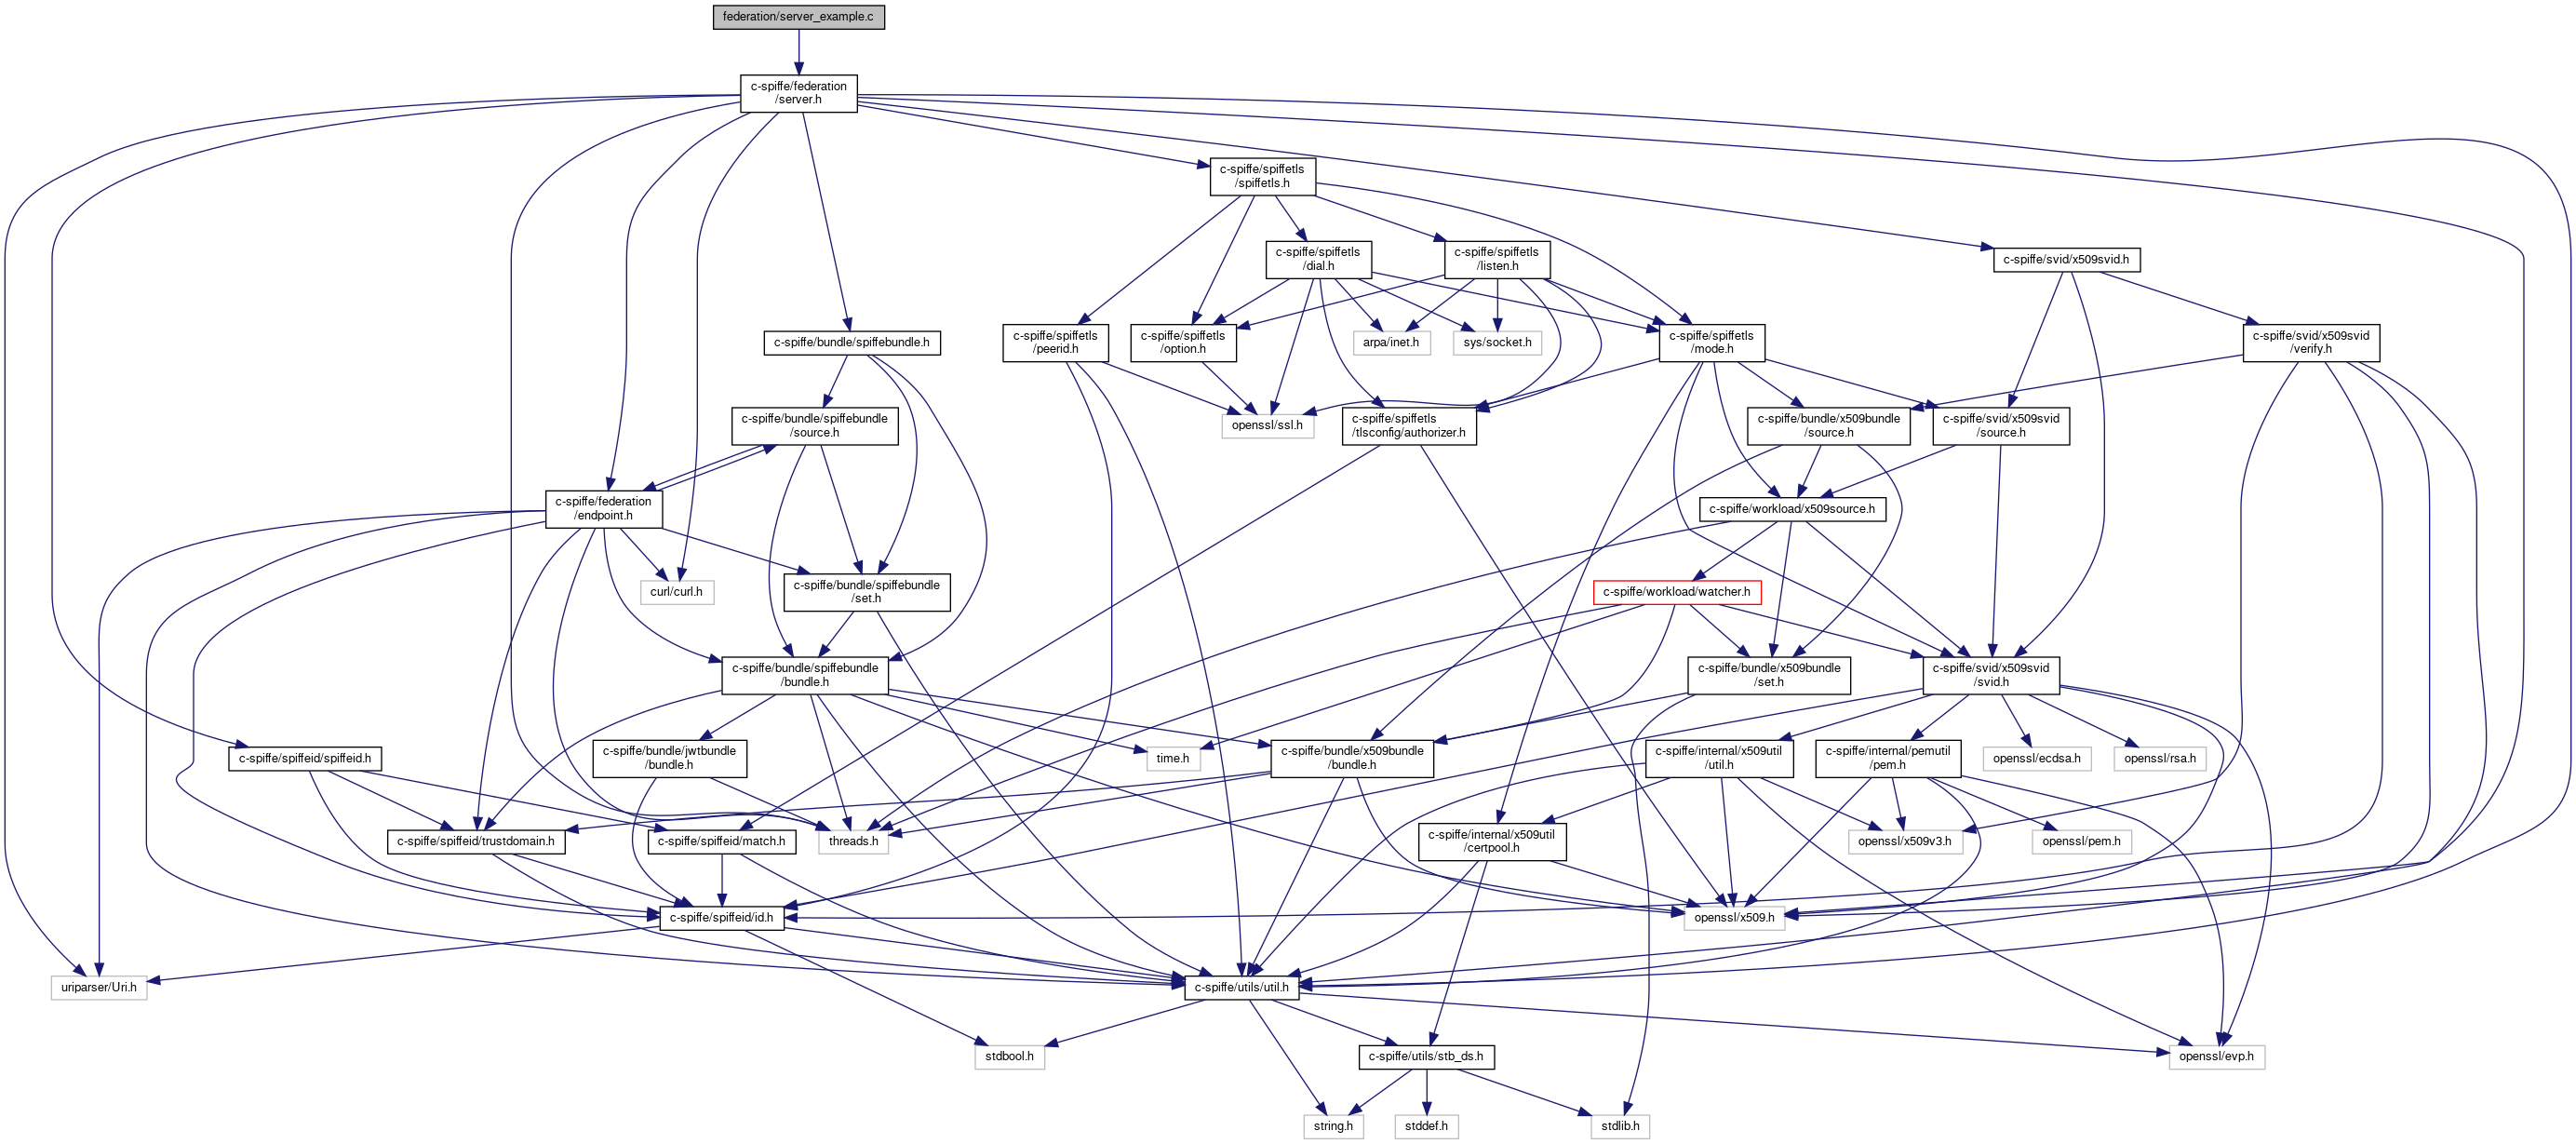 federation/server_example.c
c-spiffe/federation
/server.h
c-spiffe/spiffetls
/spiffetls.h
c-spiffe/spiffetls
/dial.h
c-spiffe/spiffetls
/listen.h
c-spiffe/svid/x509svid.h
c-spiffe/bundle/spiffebundle.h
c-spiffe/spiffetls
/peerid.h
c-spiffe/spiffetls
/option.h
arpa/inet.h
sys/socket.h
c-spiffe/spiffetls
/mode.h
c-spiffe/svid/x509svid
/verify.h
c-spiffe/bundle/spiffebundle
/source.h
openssl/ssl.h
c-spiffe/spiffetls
/tlsconfig/authorizer.h
c-spiffe/bundle/x509bundle
/source.h
c-spiffe/svid/x509svid
/source.h
c-spiffe/federation
/endpoint.h
c-spiffe/workload/x509source.h
curl/curl.h
c-spiffe/bundle/spiffebundle
/set.h
c-spiffe/workload/watcher.h
c-spiffe/bundle/spiffebundle
/bundle.h
c-spiffe/bundle/x509bundle
/set.h
c-spiffe/svid/x509svid
/svid.h
c-spiffe/spiffeid/spiffeid.h
c-spiffe/bundle/jwtbundle
/bundle.h
time.h
c-spiffe/bundle/x509bundle
/bundle.h
c-spiffe/internal/x509util
/util.h
c-spiffe/internal/pemutil
/pem.h
openssl/ecdsa.h
openssl/rsa.h
c-spiffe/spiffeid/trustdomain.h
c-spiffe/spiffeid/match.h
threads.h
c-spiffe/internal/x509util
/certpool.h
openssl/x509v3.h
openssl/pem.h
c-spiffe/spiffeid/id.h
openssl/x509.h
uriparser/Uri.h
c-spiffe/utils/util.h
stdbool.h
c-spiffe/utils/stb_ds.h
openssl/evp.h
string.h
stddef.h
stdlib.h